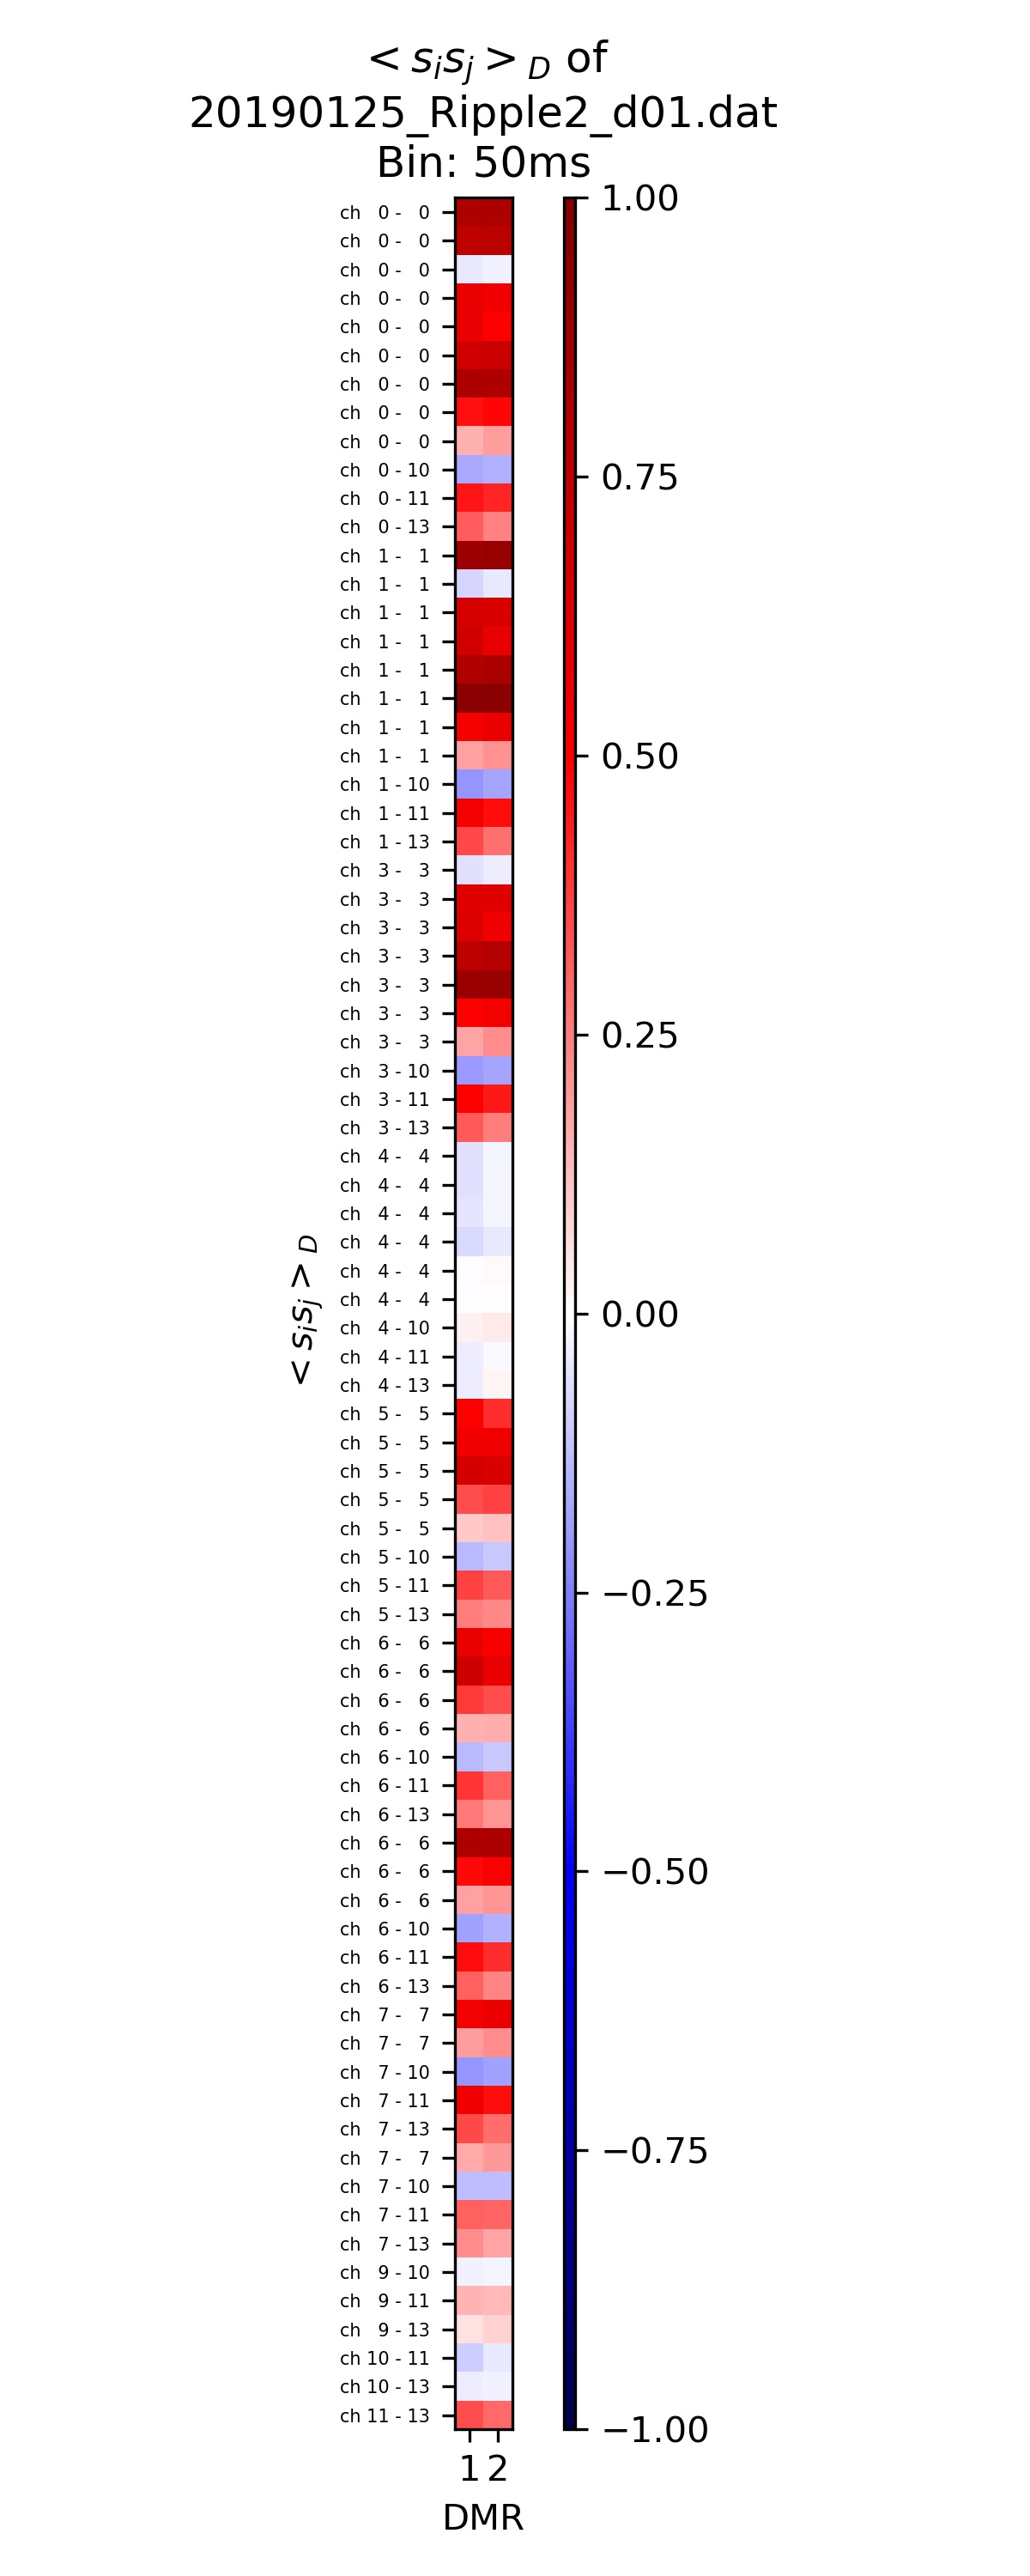 < s_i s_j >_D of
20190125_Ripple2_d01.dat
Bin: 50ms
ch 0 - 0
ch 0 - 0
ch 0 - 0
ch 0 - 0
ch 0 - 0
ch 0 - 0
ch 0 - 0
ch 0 - 0
ch 0 - 0
ch 0 - 10
ch 0 - 11
ch 0 - 13
ch 1 - 1
ch 1 - 1
ch 1 - 1
ch 1 - 1
ch 1 - 1
ch 1 - 1
ch 1 - 1
ch 1 - 1
ch 1 - 10
ch 1 - 11
ch 1 - 13
ch 3 - 3
ch 3 - 3
ch 3 - 3
ch 3 - 3
ch 3 - 3
ch 3 - 3
ch 3 - 3
ch 3 - 10
ch 3 - 11
ch 3 - 13
ch 4 - 4
ch 4 - 4
ch 4 - 4
ch 4 - 4
ch 4 - 4
ch 4 - 4
ch 4 - 10
ch 4 - 11
ch 4 - 13
ch 5 - 5
ch 5 - 5
ch 5 - 5
ch 5 - 5
ch 5 - 5
ch 5 - 10
ch 5 - 11
ch 5 - 13
ch 6 - 6
ch 6 - 6
ch 6 - 6
ch 6 - 6
ch 6 - 10
ch 6 - 11
ch 6 - 13
ch 6 - 6
ch 6 - 6
ch 6 - 6
ch 6 - 10
ch 6 - 11
ch 6 - 13
ch 7 - 7
ch 7 - 7
ch 7 - 10
ch 7 - 11
ch 7 - 13
ch 7 - 7
ch 7 - 10
ch 7 - 11
ch 7 - 13
ch 9 - 10
ch 9 - 11
ch 9 - 13
ch 10 - 11
ch 10 - 13
ch 11 - 13
< s_i s_j >_D
1 2
DMR
1.00
0.75
0.50
0.25
0.00
−0.25
−0.50
−0.75
−1.00